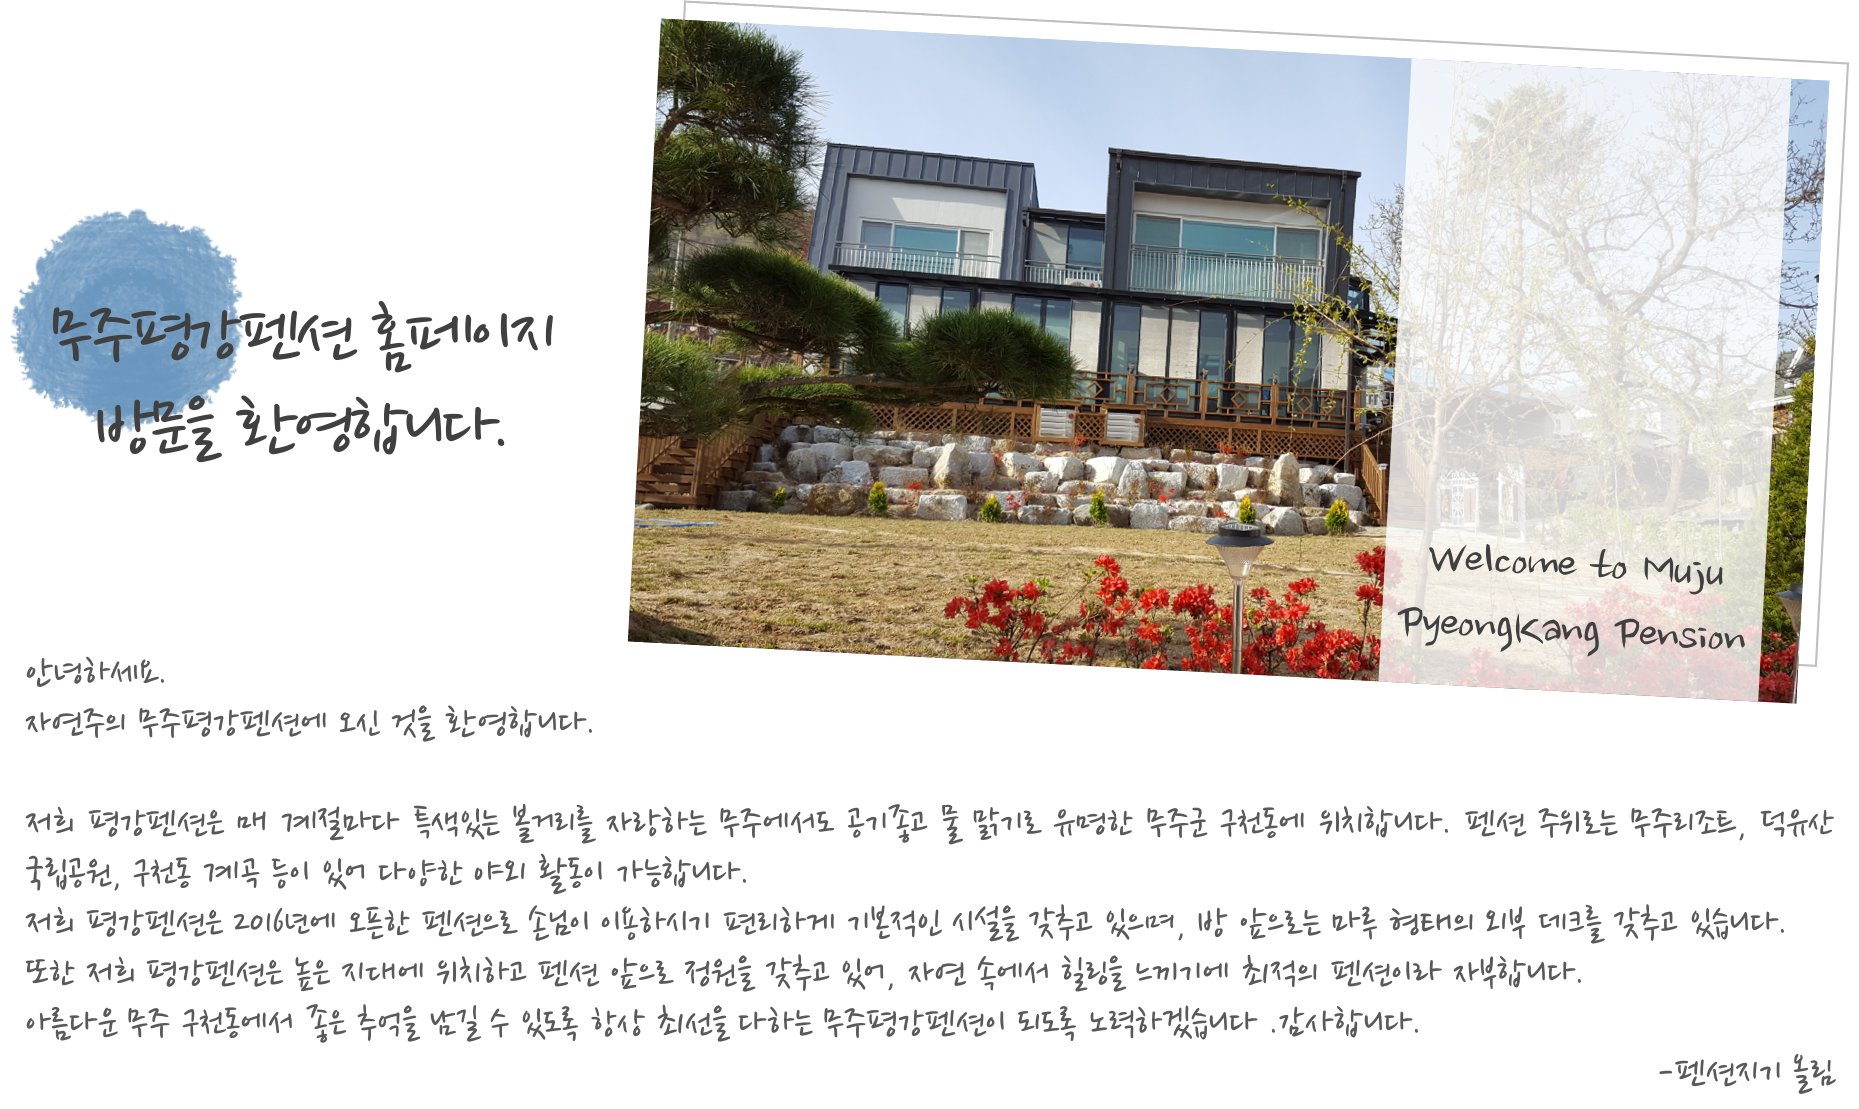 무주평강펜션 홈페이지
방문을 환영합니다.
Welcome to Muju
PyeongKang Pension
안녕하세요.
자연주의 무주평강펜션에 오신 것을 환영합니다.
저희 평강펜션은 매 계절마다 특색있는 볼거리를 자랑하는 무주에서도 공기좋고 물 맑기로 유명한 무주군 구천동에 위치합니다. 펜션 주위로는 무주리조트, 덕유산
국립공원, 구천동 계곡 등이 있어 다양한 야외 활동이 가능합니다.
저희 평강펜션은 2016년에 오픈한 펜션으로 손님이 이용하시기 편리하게 기본적인 시설을 갖추고 있으며, 방 앞으로는 마루 형태의 외부 데크를 갖추고 있습니다.
또한 저희 평강펜션은 높은 지대에 위치하고 펜션 앞으로 정원을 갖추고 있어, 자연 속에서 힐링을 느끼기에 최적의 펜션이라 자부합니다.
아름다운 무주 구천동에서 좋은 추억을 남길 수 있도록 항상 최선을 다하는 무주평강펜션이 되도록 노력하겠습니다 .감사합니다.
-펜션지기 올림